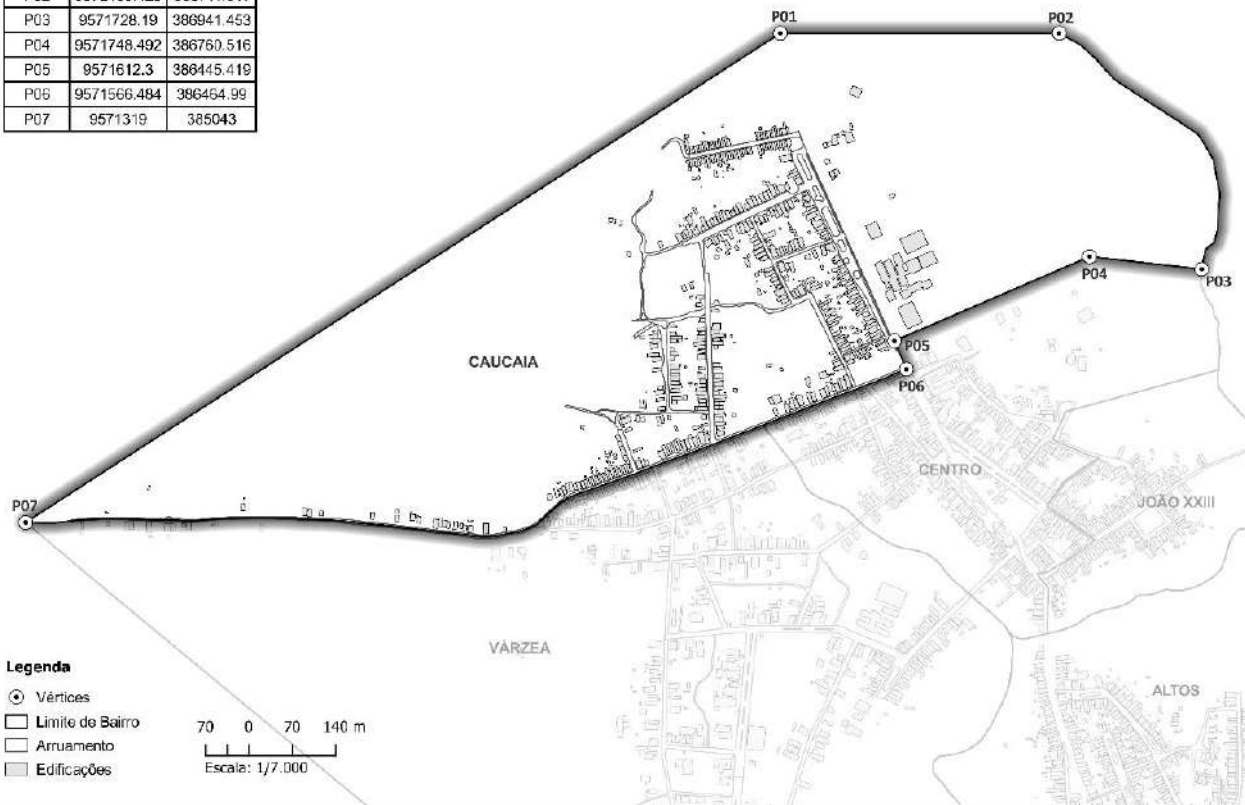 P03 9571728.19 386941.453
P04 9571748.492 386760.516
P05 9571612.3 386445.419
P06 9571566.484 386464.99
P07 9571319 385043
P01
P02
P04
P03
P05
P06
CAUCAIA
CENTRO
JOÃO XXIII
P07
VÁRZEA
ALTOS
Legenda
Vértices
Limite de Bairro
Arruamento
Edificações
70 0 70 140 m
Escala: 1/7.000